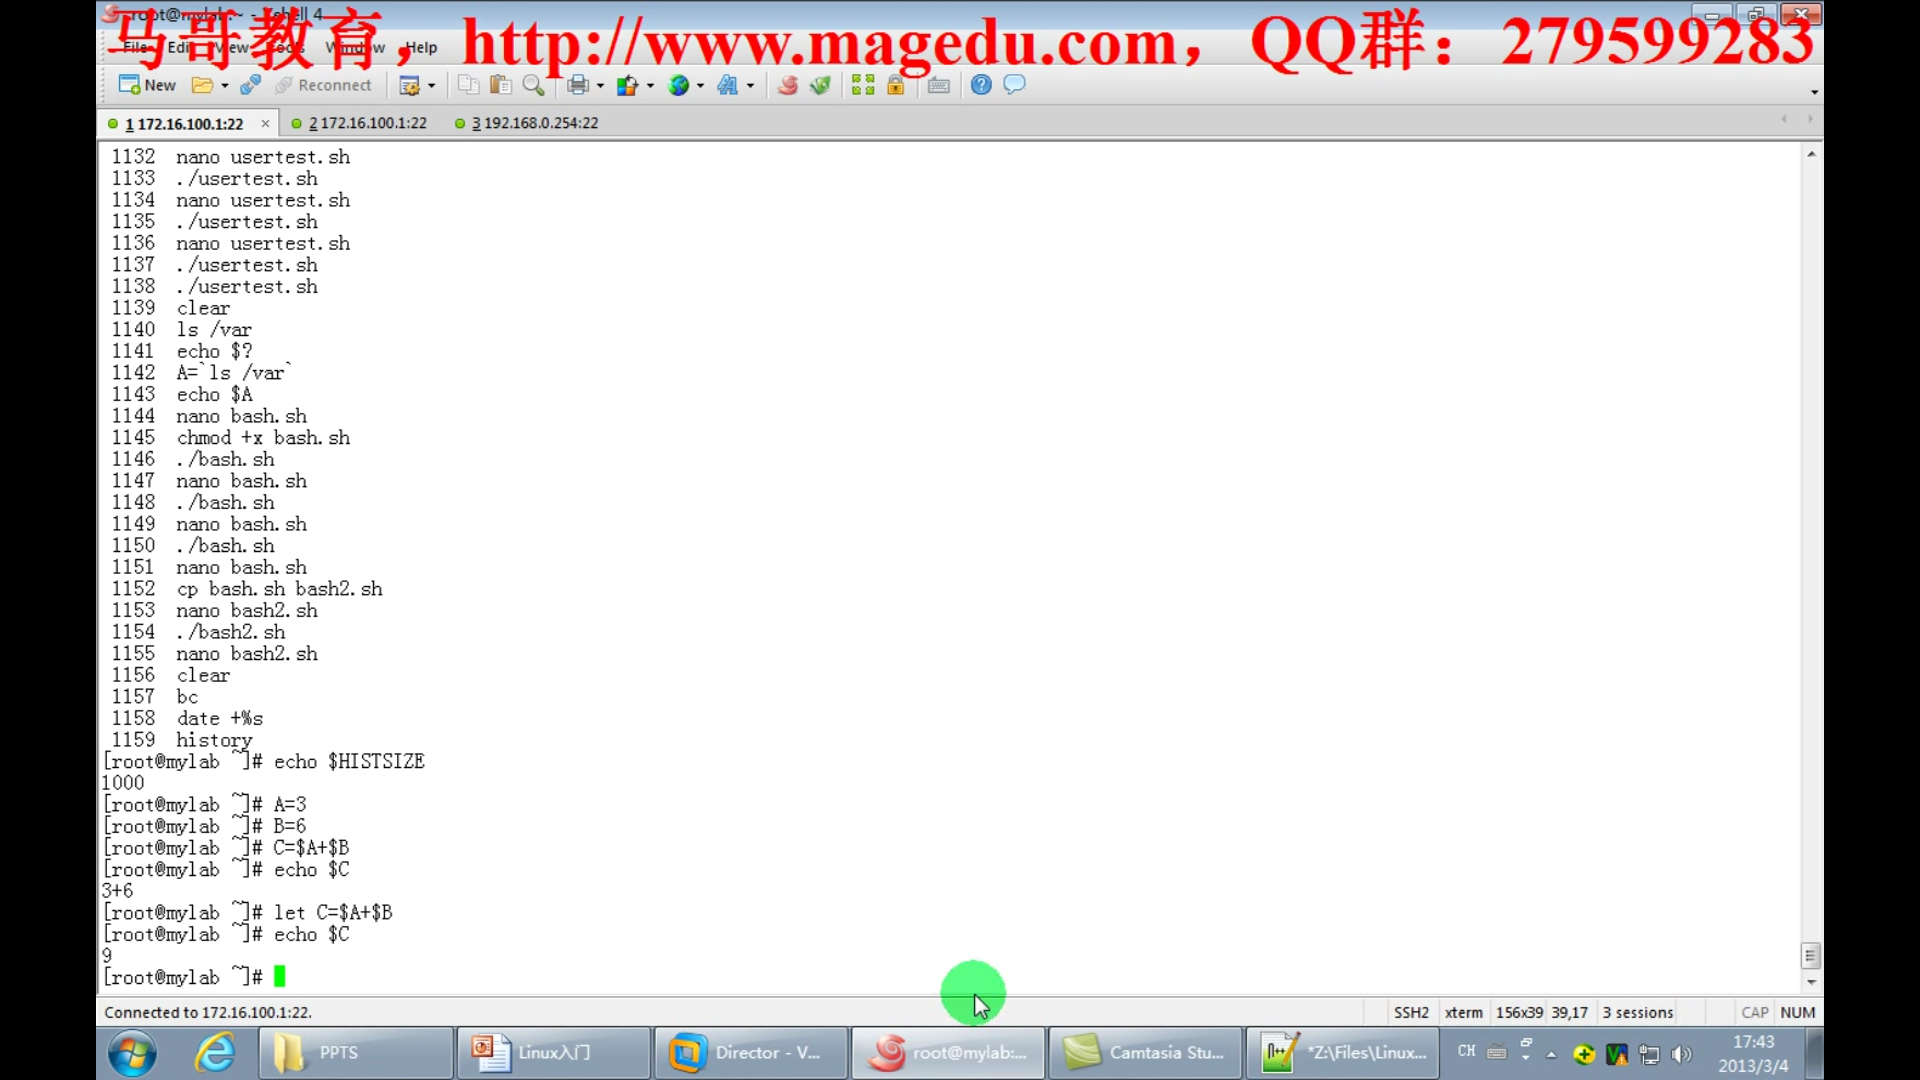 root@mylab:~ - Xshell 4
马哥教育，http://www.magedu.com，QQ群：279599283
File Edit View Tools Window Help
New Reconnect
1 172.16.100.1:22 2 172.16.100.1:22 3 192.168.0.254:22
1132 nano usertest.sh
1133 ./usertest.sh
1134 nano usertest.sh
1135 ./usertest.sh
1136 nano usertest.sh
1137 ./usertest.sh
1138 ./usertest.sh
1139 clear
1140 ls /var
1141 echo $?
1142 A=`ls /var`
1143 echo $A
1144 nano bash.sh
1145 chmod +x bash.sh
1146 ./bash.sh
1147 nano bash.sh
1148 ./bash.sh
1149 nano bash.sh
1150 ./bash.sh
1151 nano bash.sh
1152 cp bash.sh bash2.sh
1153 nano bash2.sh
1154 ./bash2.sh
1155 nano bash2.sh
1156 clear
1157 bc
1158 date +%s
1159 history
[root@mylab ~]# echo $HISTSIZE
1000
[root@mylab ~]# A=3
[root@mylab ~]# B=6
[root@mylab ~]# C=$A+$B
[root@mylab ~]# echo $C
3+6
[root@mylab ~]# let C=$A+$B
[root@mylab ~]# echo $C
9
[root@mylab ~]#
Connected to 172.16.100.1:22. SSH2 xterm 156x39 39,17 3 sessions CAP NUM
PPTS Linux入门 Director - V... root@mylab:... Camtasia Stu... *Z:\Files\Linux... CH 17:43
2013/3/4